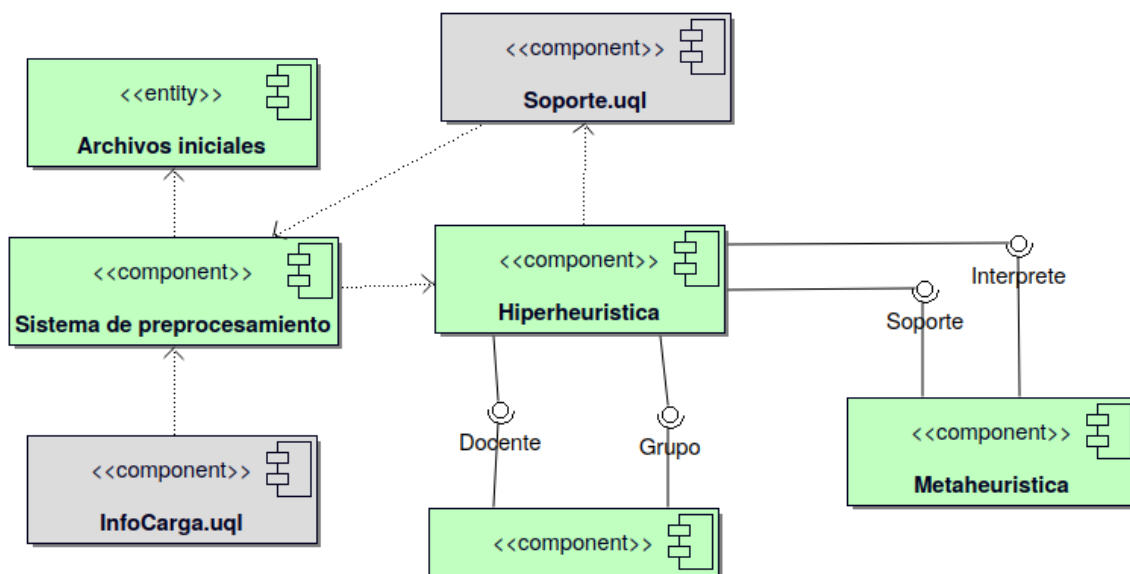 <<component>>
Soporte.uql
<<entity>>
Archivos iniciales
<<component>>
Sistema de preprocesamiento
<<component>>
Hiperheuristica
Interprete
Soporte
<<component>>
Metaheuristica
Docente
Grupo
<<component>>
InfoCarga.uql
<<component>>